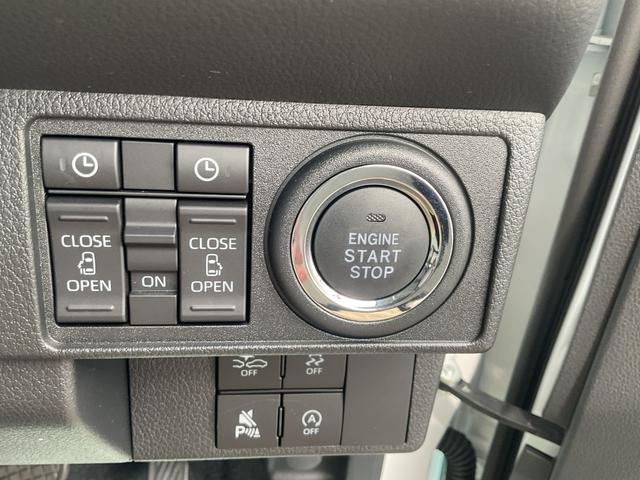 CLOSE
OPEN
ON
CLOSE
OPEN
ENGINE
START
STOP
OFF
OFF
P
A
OFF